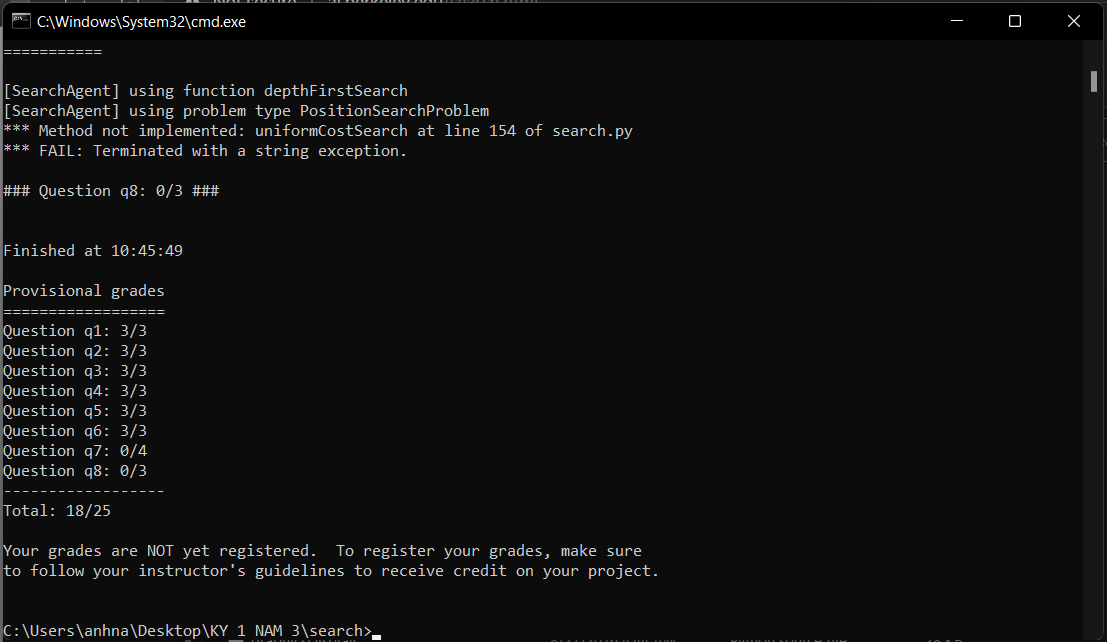 C:\Windows\System32\cmd.exe
===========
[SearchAgent] using function depthFirstSearch
[SearchAgent] using problem type PositionSearchProblem
*** Method not implemented: uniformCostSearch at line 154 of search.py
*** FAIL: Terminated with a string exception.
### Question q8: 0/3 ###
Finished at 10:45:49
Provisional grades
==================
Question q1: 3/3
Question q2: 3/3
Question q3: 3/3
Question q4: 3/3
Question q5: 3/3
Question q6: 3/3
Question q7: 0/4
Question q8: 0/3
------------------
Total: 18/25
Your grades are NOT yet registered.  To register your grades, make sure
to follow your instructor's guidelines to receive credit on your project.
C:\Users\anhna\Desktop\KY 1 NAM 3\search>